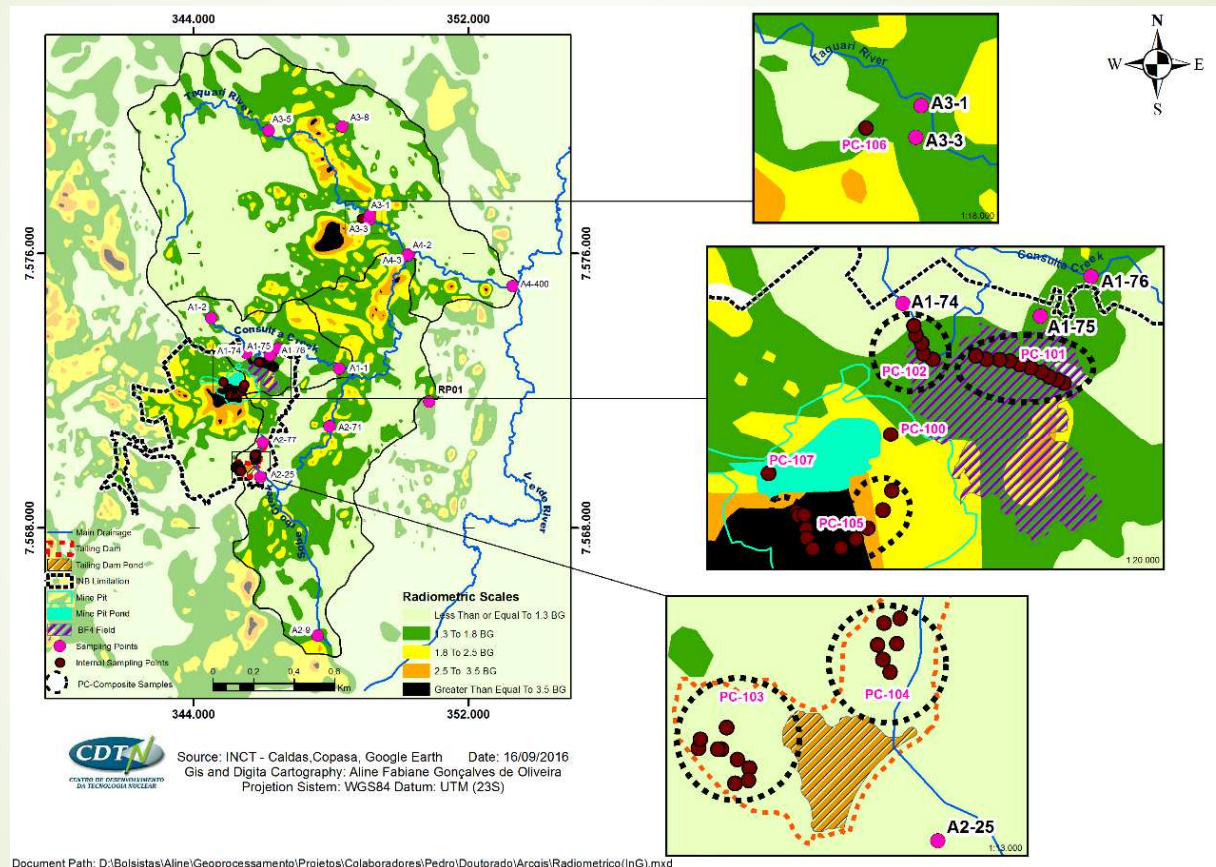 344.000
352.000
7.576.000
7.576.000
7.568.000
7.568.000
344.000
352.000
Taquari River
A3-5
A3-8
A3-1
A3-3
A4-2
A4-3
A4-400
A1-2
Consulta Creek
A1-74
A1-75
A1-76
A1-1
RP01
A2-71
A2-77
A2-25
Verde River
A2-9
Main Drainage
Tailing Dam
Tailing Dam Pond
INB Limitation
Mine Pit
Mine Pit Pond
BF4 Field
Sampling Points
Internal Sampling Points
PC-Composite Samples
0 0,2 0,4 0,8
Km
Radiometric Scales
Less Than or Equal To 1.3 BG
1.3 To 1.8 BG
1.8 To 2.5 BG
2.5 To 3.5 BG
Greater Than Equal To 3.5 BG
Taquari River
A3-1
A3-3
PC-106
1:18.000
N
W E
S
Consulta Creek
A1-76
A1-74
A1-75
PC-101
PC-102
PC-100
PC-107
PC-105
1:20.000
PC-104
PC-103
A2-25
1:13.000
CDTN
CENTRO DE DESENVOLVIMENTO
DA TECNOLOGIA NUCLEAR
Source: INCT - Caldas,Copasa, Google Earth Date: 16/09/2016
Gis and Digita Cartography: Aline Fabiane Gonçalves de Oliveira
Projetion Sistem: WGS84 Datum: UTM (23S)
Document Path: D:\Bolsistas\Aline\Geoprocessamento\Projetos\Colaboradores\Pedro\Doutorado\Arcgis\Radiometrico(InG).mxd